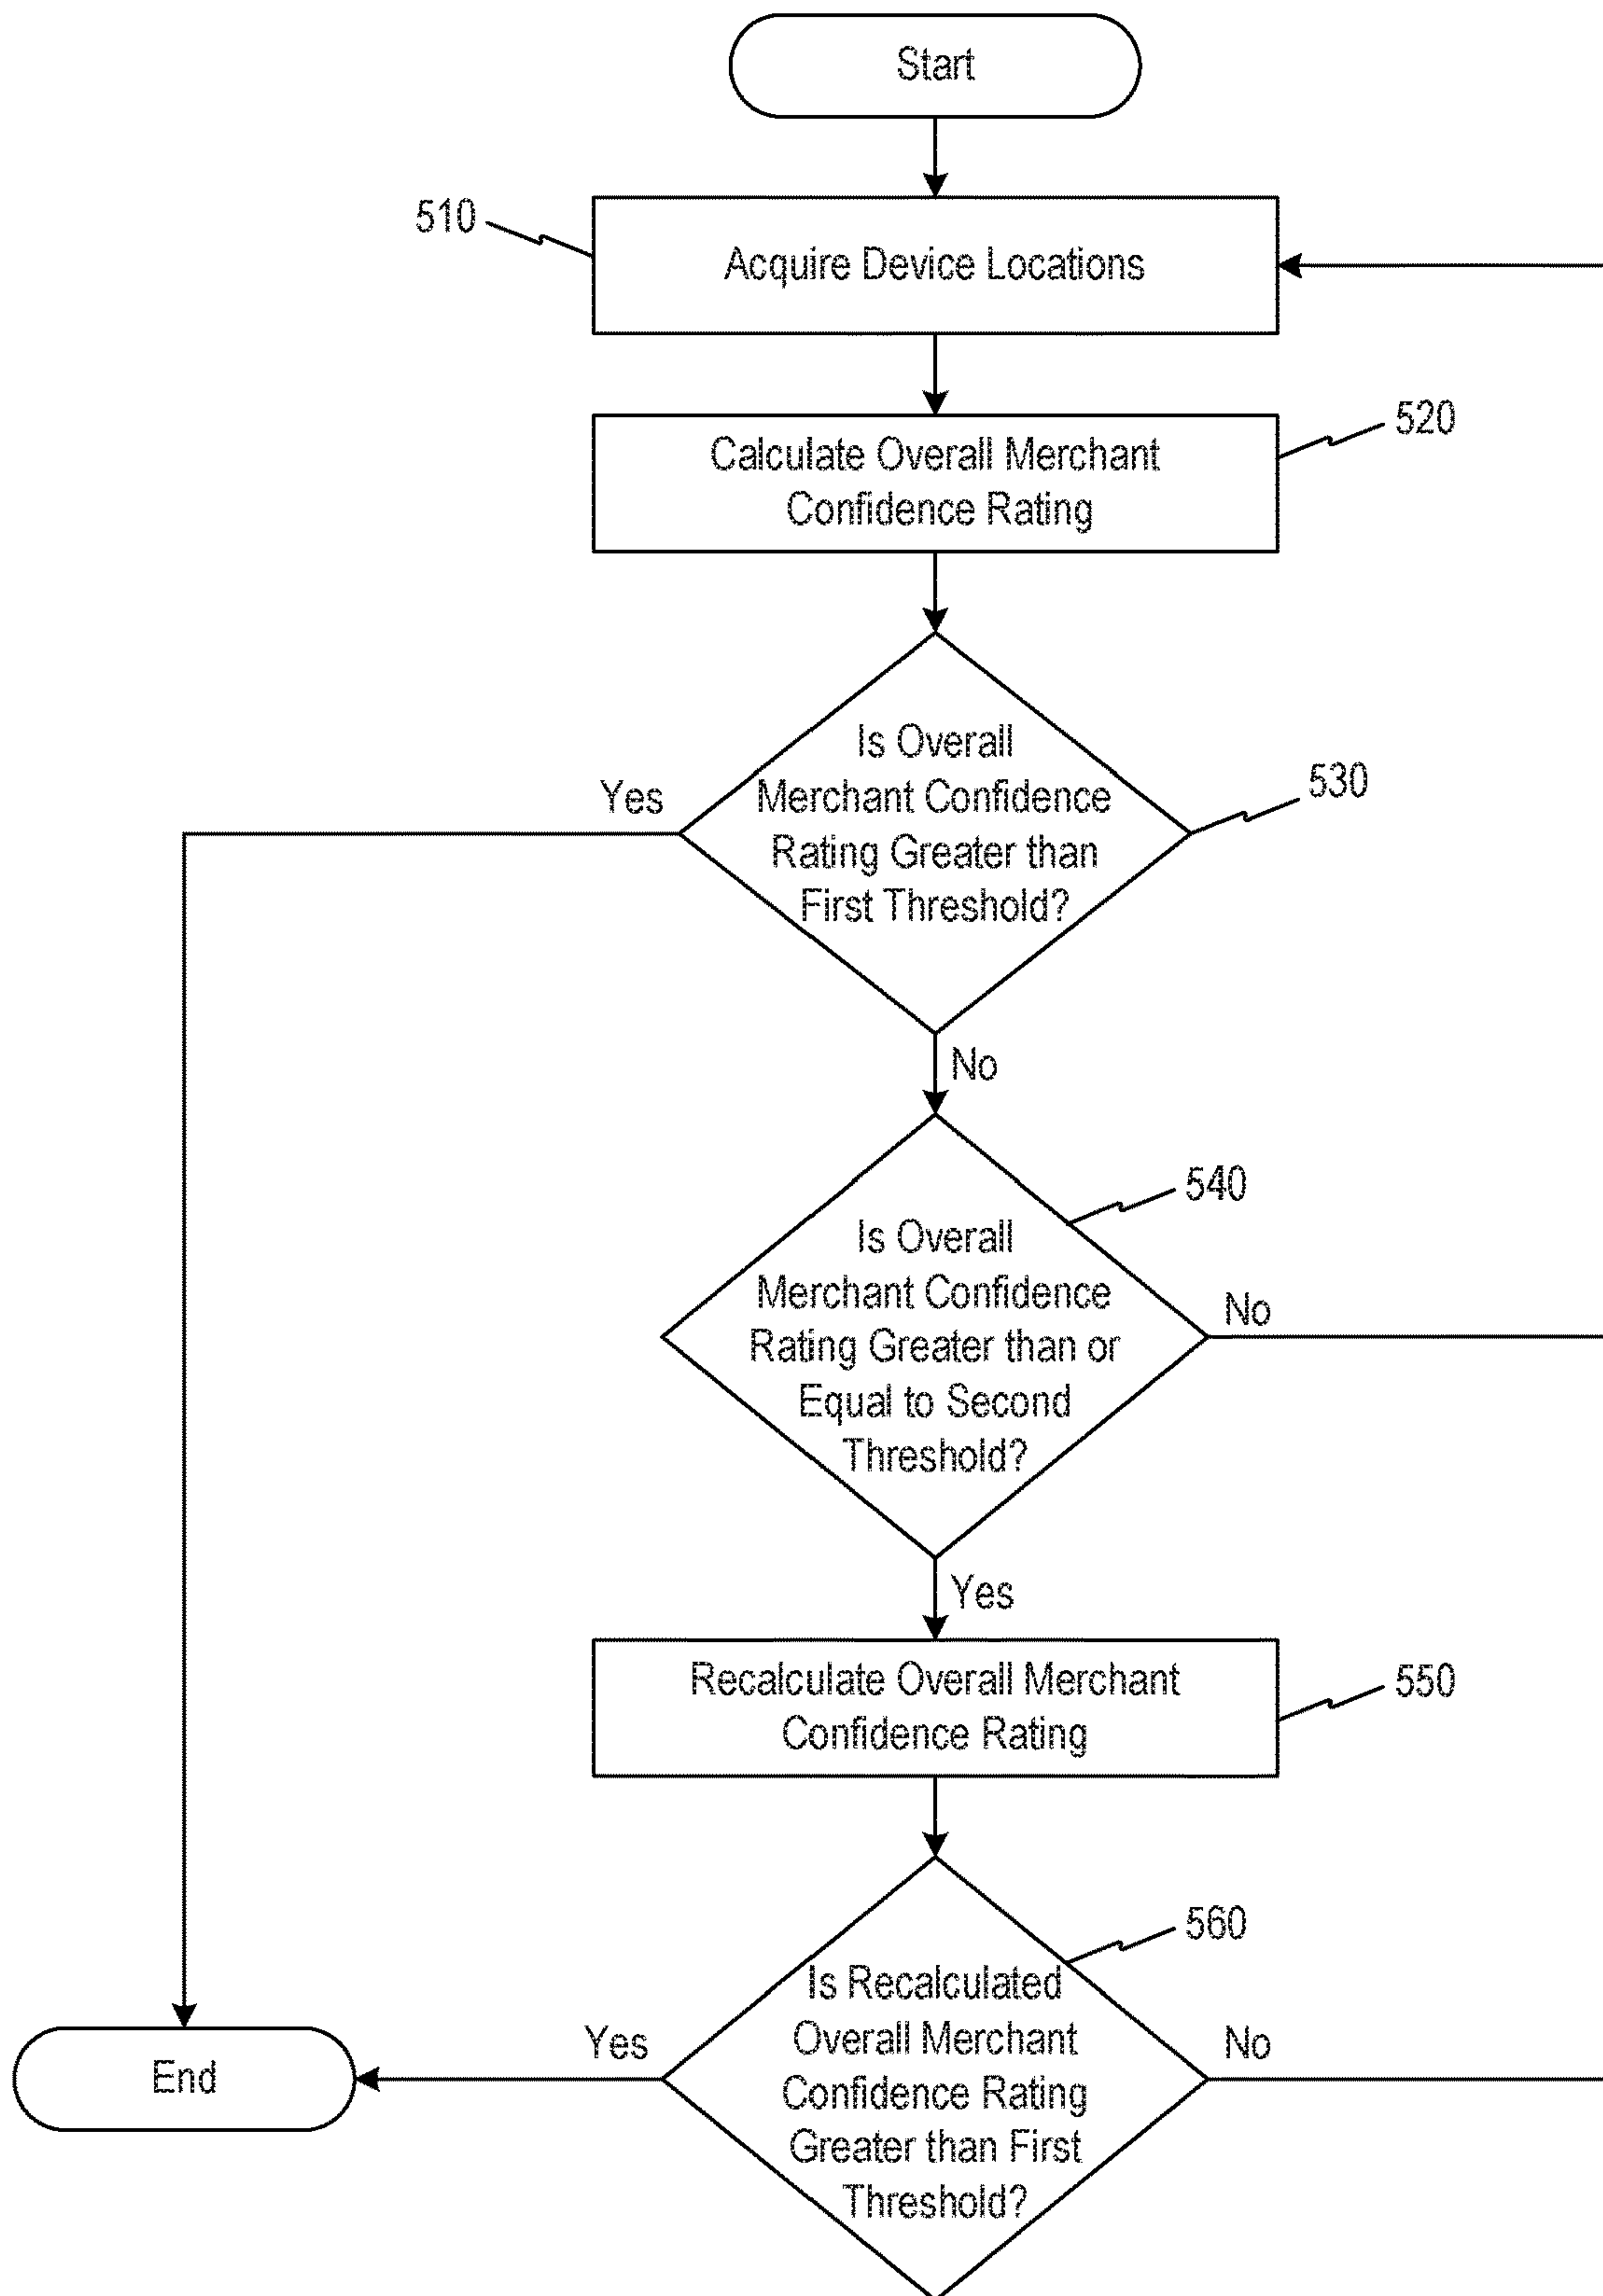 Start
510
Acquire Device Locations
520
Calculate Overall Merchant
Confidence Rating
Is Overall
Merchant Confidence
Rating Greater than
First Threshold?
530
Yes
No
540
Is Overall
Merchant Confidence
Rating Greater than or
Equal to Second
Threshold?
No
Yes
Recalculate Overall Merchant
Confidence Rating
550
560
Is Recalculated
Overall Merchant
Confidence Rating
Greater than First
Threshold?
Yes
No
End